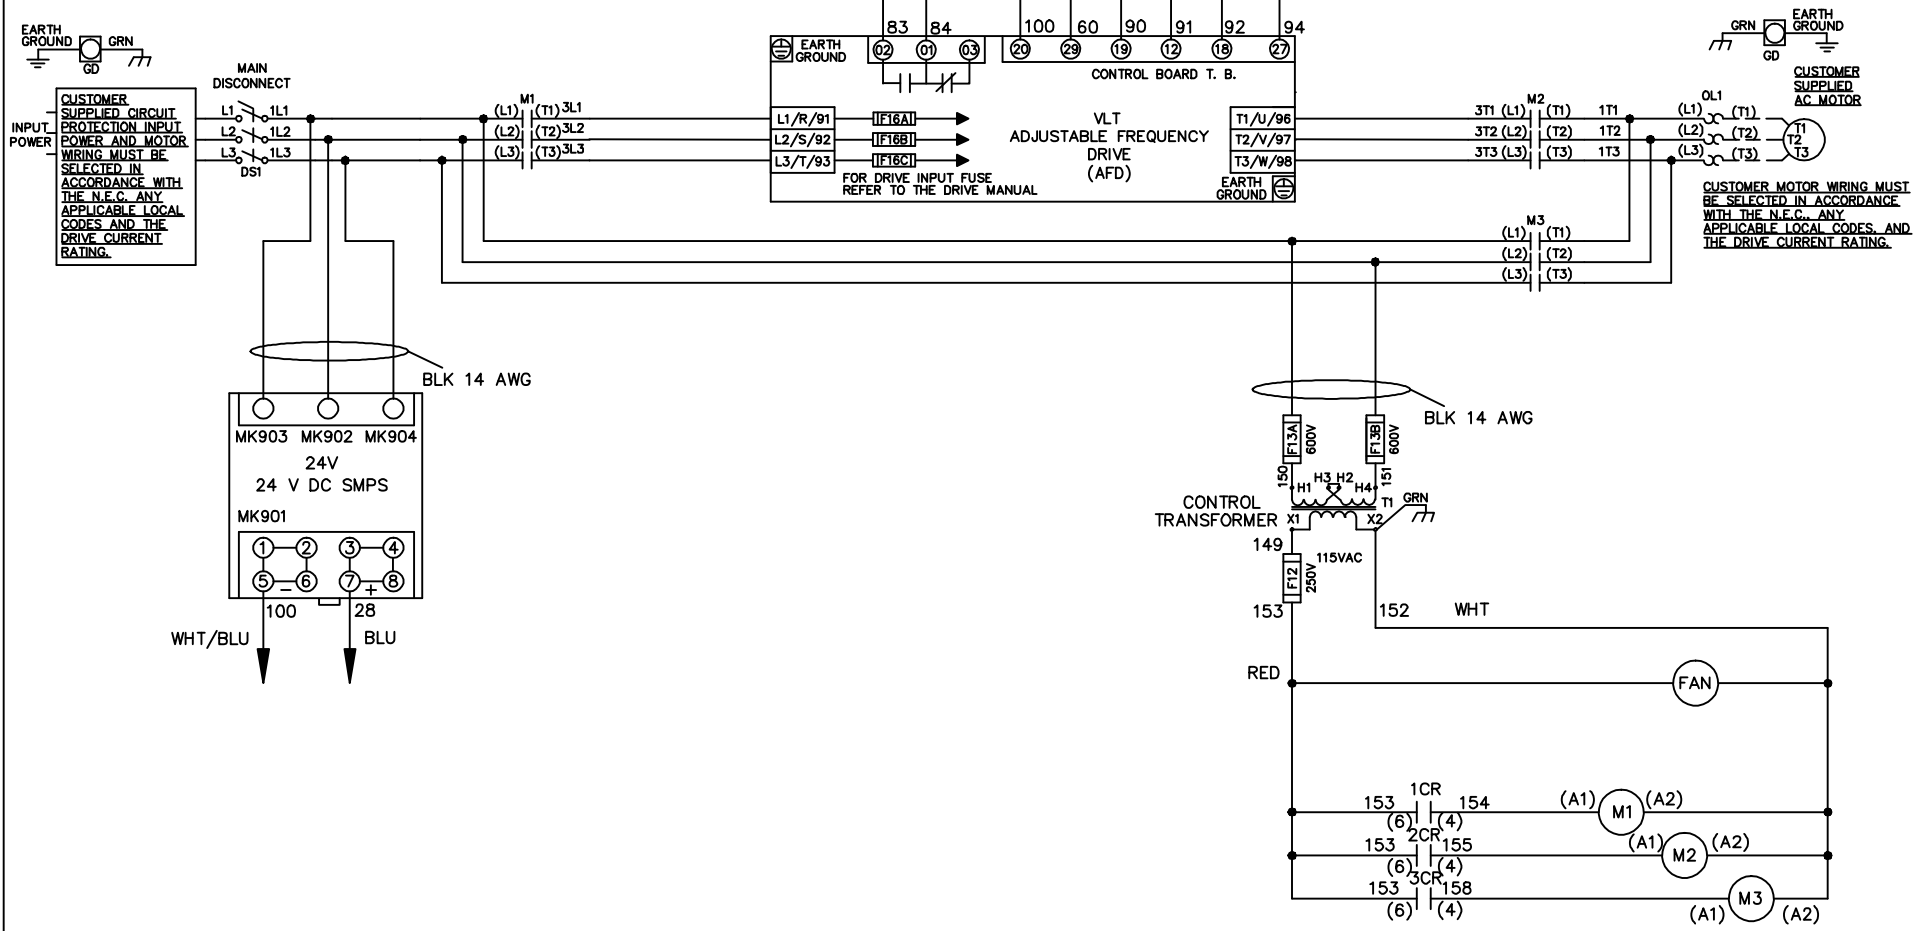 83 84 100 60 90 91 92 94
EARTH
GROUND GRN
GD
EARTH
GROUND
02 01 03 20 29 19 12 18 27
CONTROL BOARD T. B.
GRN EARTH
GROUND
GD
CUSTOMER
SUPPLIED
AC MOTOR
MAIN
DISCONNECT
INPUT
POWER
CUSTOMER
SUPPLIED CIRCUIT
PROTECTION INPUT
POWER AND MOTOR
WIRING MUST BE
SELECTED IN
ACCORDANCE WITH
THE N.E.C. ANY
APPLICABLE LOCAL
CODES AND THE
DRIVE CURRENT
RATING.
L1 1L1
L2 1L2
L3 1L3
DS1
M1
(L1) (T1) 3L1
(L2) (T2) 3L2
(L3) (T3) 3L3
L1/R/91 F16A
L2/S/92 F16B
L3/T/93 F16C
FOR DRIVE INPUT FUSE
REFER TO THE DRIVE MANUAL
VLT
ADJUSTABLE FREQUENCY
DRIVE
(AFD)
T1/U/96
T2/V/97
T3/W/98
EARTH
GROUND
M2
3T1 (L1) (T1) 1T1
3T2 (L2) (T2) 1T2
3T3 (L3) (T3) 1T3
OL1
(L1) (T1)
(L2) (T2)
(L3) (T3)
T1
T2
T3
CUSTOMER MOTOR WIRING MUST
BE SELECTED IN ACCORDANCE
WITH THE N.E.C., ANY
APPLICABLE LOCAL CODES, AND
THE DRIVE CURRENT RATING.
M3
(L1) (T1)
(L2) (T2)
(L3) (T3)
BLK 14 AWG
MK903 MK902 MK904
24V
24 V DC SMPS
MK901
1 2 3 4
5 - 6 7 + 8
100 28
WHT/BLU BLU
BLK 14 AWG
F13A 600V F13B 600V
150 151
H1 H3 H2 H4
CONTROL
TRANSFORMER
T1
GRN
X1 X2
149
115VAC
F12 250V
153 152 WHT
RED
FAN
1CR
153 154 (A1) M1 (A2)
(6) (4)
2CR
153 155 (A1) M2 (A2)
(6) (4)
3CR
153 158 M3
(6) (4) (A1) (A2)